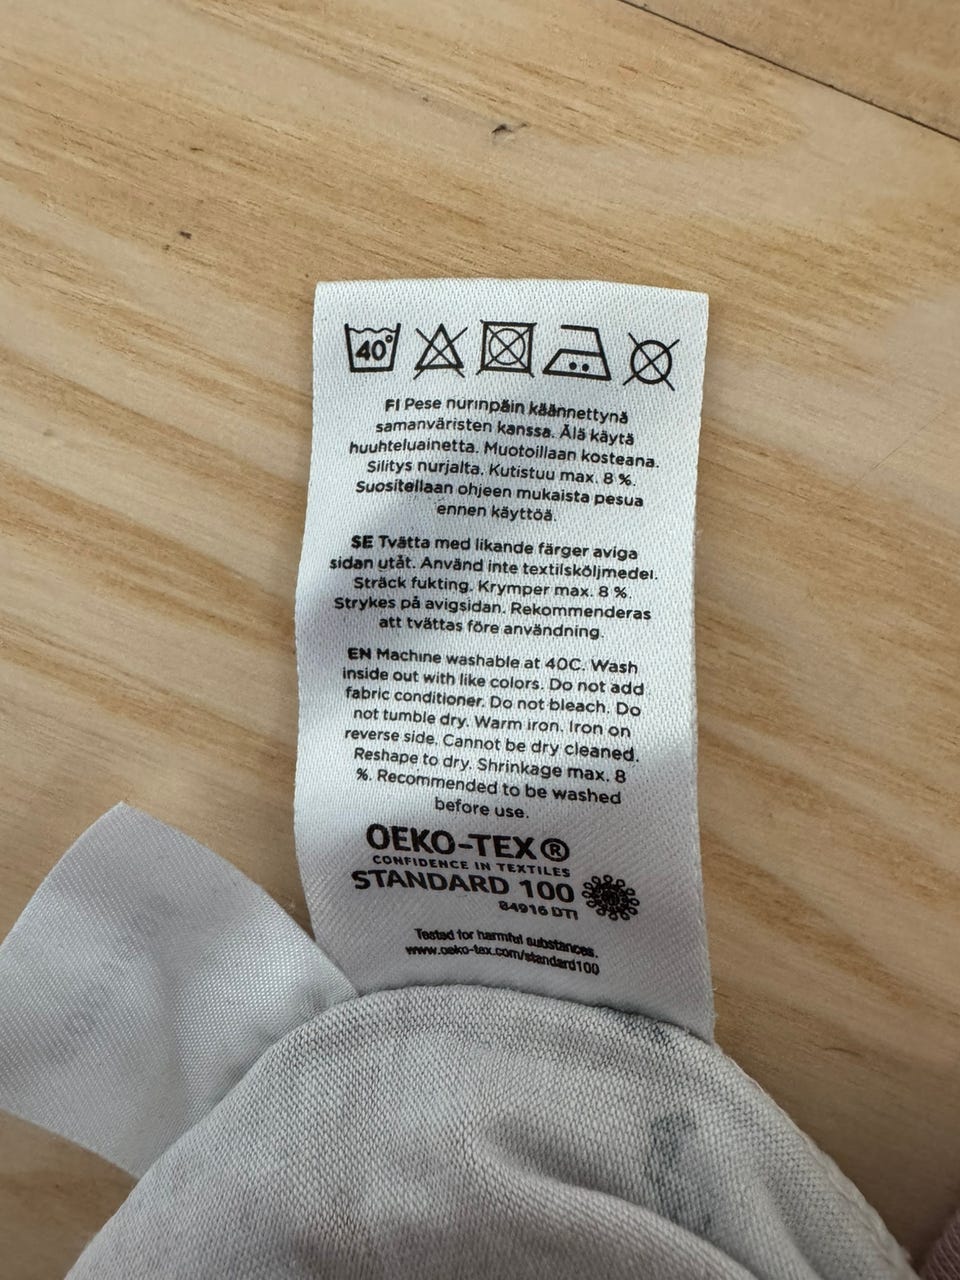 40°
FI Pese nurinpäin käännettynä
samanväristen kanssa. Älä käytä
huuhteluainetta. Muotoillaan kosteana.
Silitys nurjalta. Kutistuu max. 8 %.
Suositellaan ohjeen mukaista pesua
ennen käyttöä.
SE Tvätta med likande färger aviga
sidan utåt. Använd inte textilsköljmedel.
Sträck fukting. Krymper max. 8 %.
Strykes på avigsidan. Rekommenderas
att tvättas före användning.
EN Machine washable at 40C. Wash
inside out with like colors. Do not add
fabric conditioner. Do not bleach. Do
not tumble dry. Warm iron. Iron on
reverse side. Cannot be dry cleaned.
Reshape to dry. Shrinkage max. 8
%. Recommended to be washed
before use.
OEKO-TEX®
CONFIDENCE IN TEXTILES
STANDARD 100
84916 DTI
Tested for harmful substances.
www.oeko-tex.com/standard100